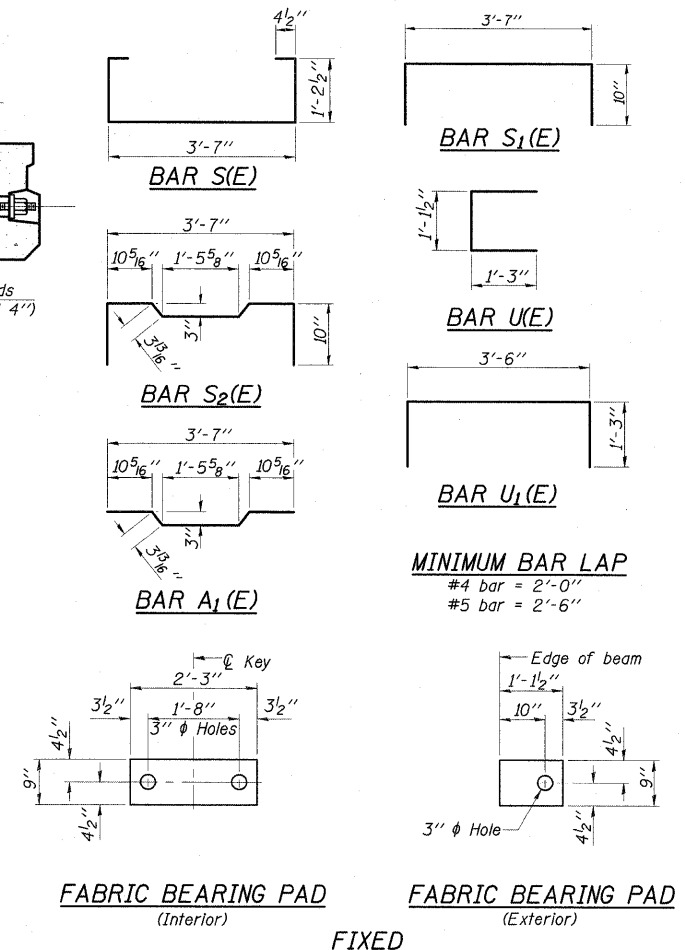 4½"
1'-2½"
3'-7"
BAR S(E)
3'-7"
10"
BAR S1(E)
ds
4")
3'-7"
10 5/16" 1'-5 5/8" 10 5/16"
3"
10"
3 13/16"
BAR S2(E)
1'-1½"
1'-3"
BAR U(E)
3'-7"
10 5/16" 1'-5 5/8" 10 5/16"
3"
3 13/16"
BAR A1(E)
3'-6"
1'-3"
BAR U1(E)
MINIMUM BAR LAP
#4 bar = 2'-0"
#5 bar = 2'-6"
℄ Key
2'-3"
3½" 1'-8" 3½"
3" ϕ Holes
4½"
9"
4½"
FABRIC BEARING PAD
(Interior)
Edge of beam
1'-1½"
10" 3½"
4½"
9"
4½"
3" ϕ Hole
FABRIC BEARING PAD
(Exterior)
FIXED